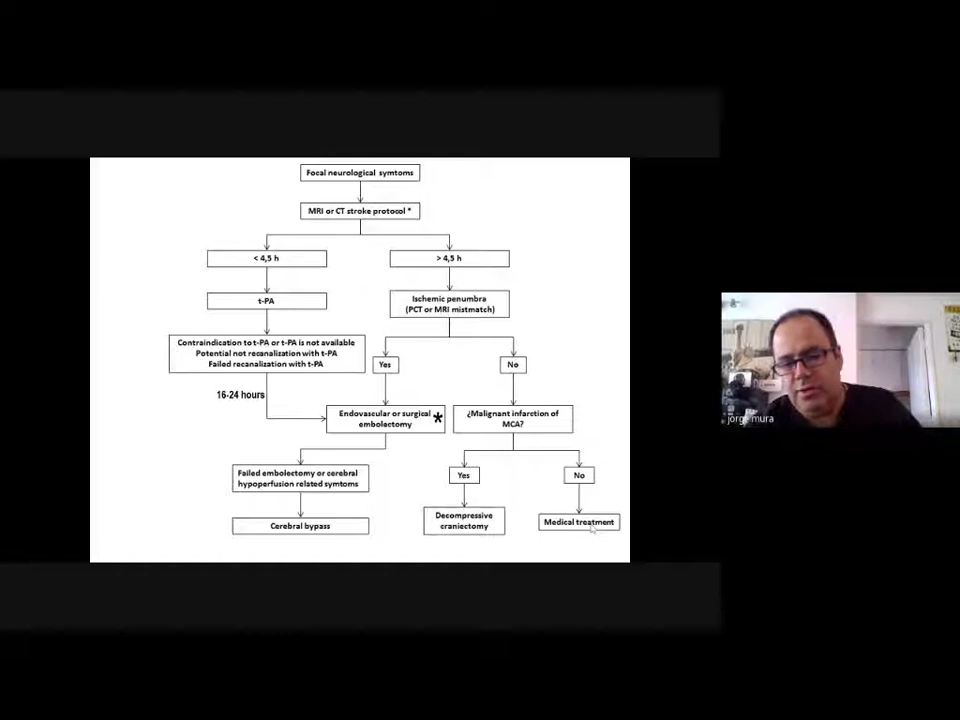 Focal neurological symtoms
MRI or CT stroke protocol *
< 4,5 h
> 4,5 h
t-PA
Ischemic penumbra
(PCT or MRI mistmatch)
Contraindication to t-PA or t-PA is not available
Potential not recanalization with t-PA
Failed recanalization with t-PA
Yes
No
16-24 hours
Endovascular or surgical
embolectomy
*
¿Malignant infarction of
MCA?
Failed embolectomy or cerebral
hypoperfusion related symtoms
Yes
No
Cerebral bypass
Decompressive
craniectomy
Medical treatment
jorge mura